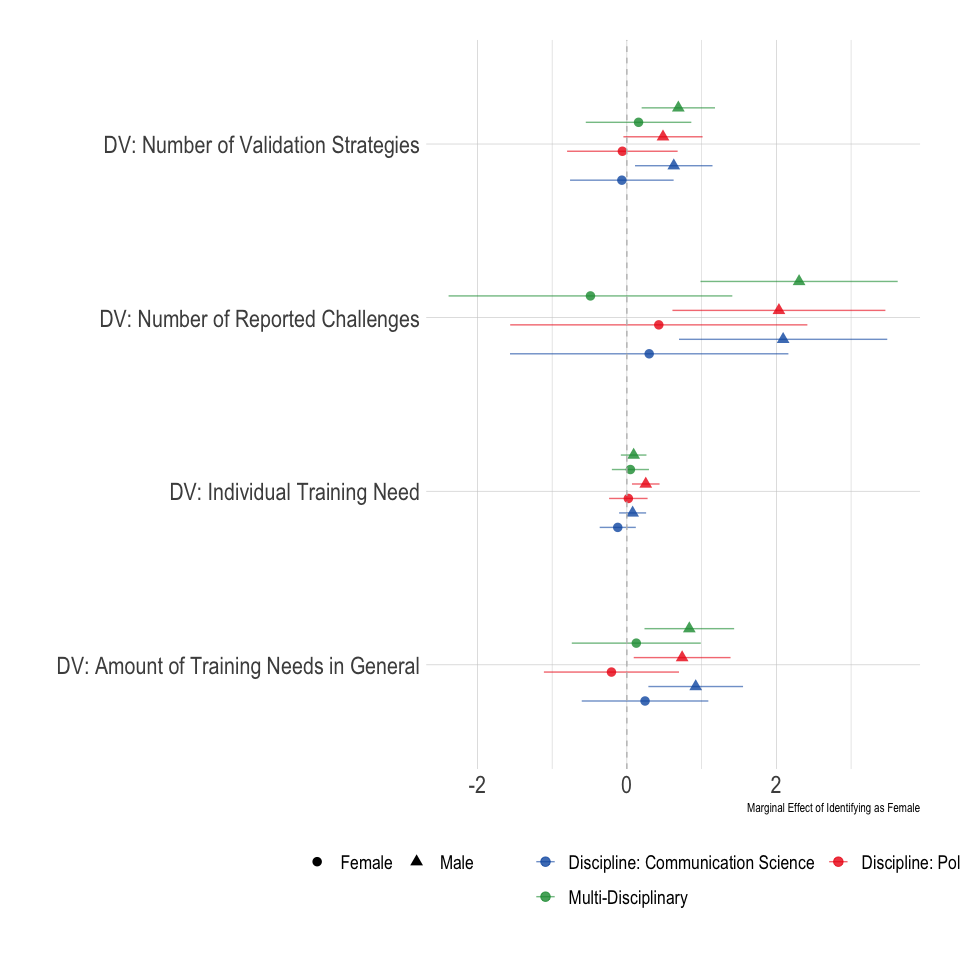 DV: Number of Validation Strategies
DV: Number of Reported Challenges
DV: Individual Training Need
DV: Amount of Training Needs in General
-2 0 2
Marginal Effect of Identifying as Female
Female Male Discipline: Communication Science Discipline: Pol
Multi-Disciplinary